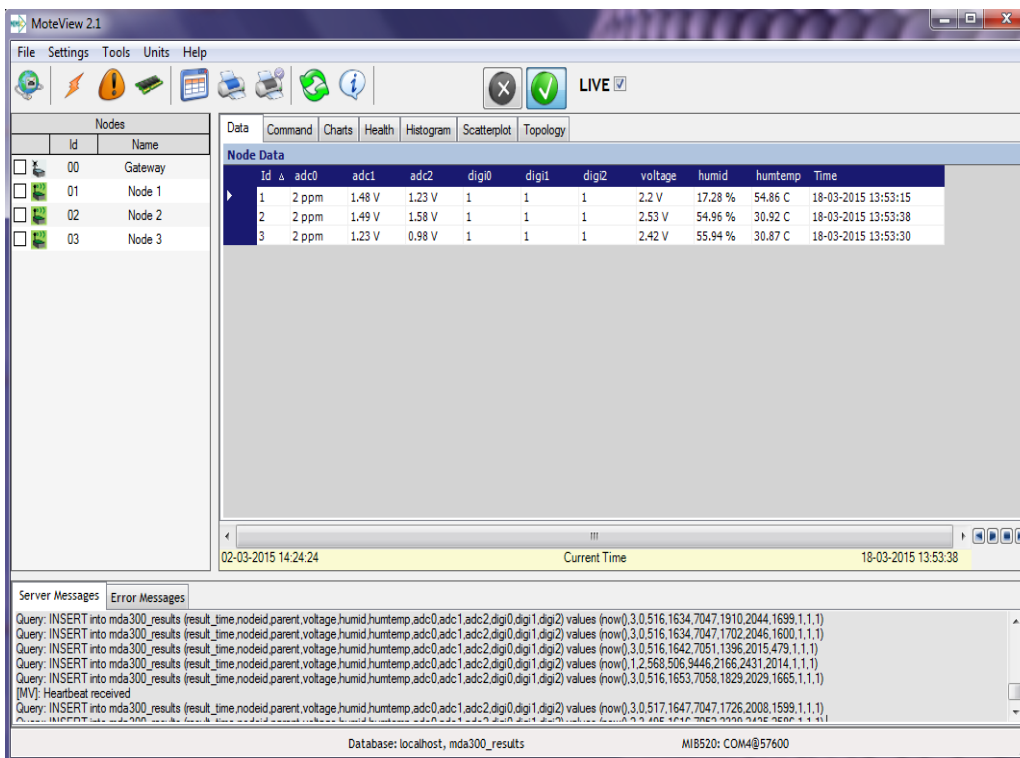 MoteView 2.1
File Settings Tools Units Help
LIVE
Nodes
Id Name
00 Gateway
01 Node 1
02 Node 2
03 Node 3
Data Command Charts Health Histogram Scatterplot Topology
Node Data
Id adc0 adc1 adc2 digi0 digi1 digi2 voltage humid humtemp Time
1 2 ppm 1.48 V 1.23 V 1 1 1 2.2 V 17.28 % 54.86 C 18-03-2015 13:53:15
2 2 ppm 1.49 V 1.58 V 1 1 1 2.53 V 54.96 % 30.92 C 18-03-2015 13:53:38
3 2 ppm 1.23 V 0.98 V 1 1 1 2.42 V 55.94 % 30.87 C 18-03-2015 13:53:30
02-03-2015 14:24:24 Current Time 18-03-2015 13:53:38
Server Messages Error Messages
Query: INSERT into mda300_results (result_time,nodeid,parent,voltage,humid,humtemp,adc0,adc1,adc2,digi0,digi1,digi2) values (now(),3,0,516,1634,7047,1910,2044,1699,1,1,1)
Query: INSERT into mda300_results (result_time,nodeid,parent,voltage,humid,humtemp,adc0,adc1,adc2,digi0,digi1,digi2) values (now(),3,0,516,1634,7047,1702,2046,1600,1,1,1)
Query: INSERT into mda300_results (result_time,nodeid,parent,voltage,humid,humtemp,adc0,adc1,adc2,digi0,digi1,digi2) values (now(),3,0,516,1642,7051,1396,2015,479,1,1,1)
Query: INSERT into mda300_results (result_time,nodeid,parent,voltage,humid,humtemp,adc0,adc1,adc2,digi0,digi1,digi2) values (now(),1,2,568,506,9446,2166,2431,2014,1,1,1)
Query: INSERT into mda300_results (result_time,nodeid,parent,voltage,humid,humtemp,adc0,adc1,adc2,digi0,digi1,digi2) values (now(),3,0,516,1653,7058,1829,2029,1665,1,1,1)
[MV]: Heartbeat received
Query: INSERT into mda300_results (result_time,nodeid,parent,voltage,humid,humtemp,adc0,adc1,adc2,digi0,digi1,digi2) values (now(),3,0,517,1647,7047,1726,2008,1599,1,1,1)
Database: localhost, mda300_results MIB520: COM4@57600